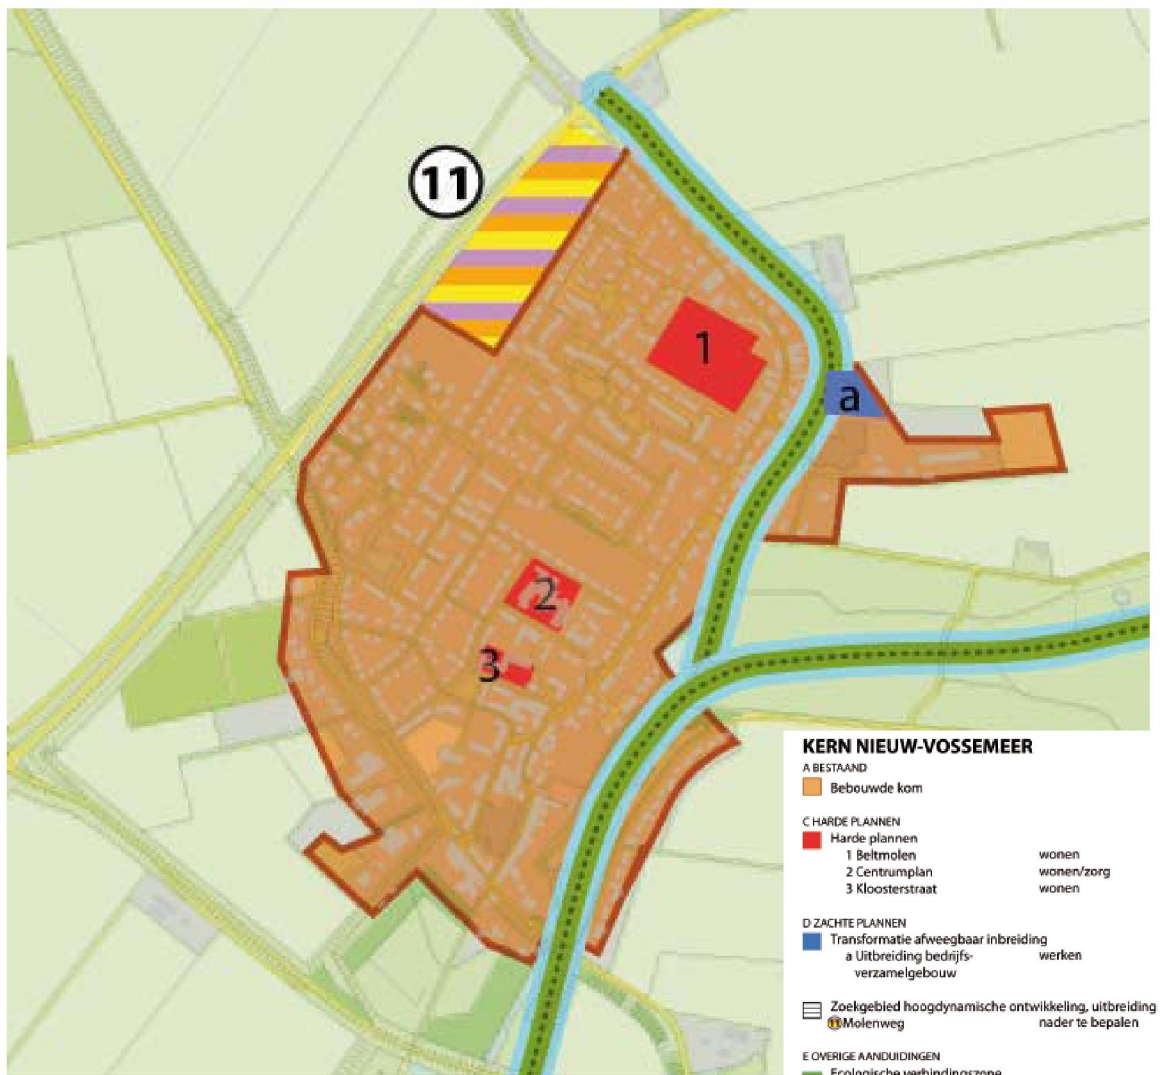 11
1
a
2
3
KERN NIEUW-VOSSEMEER
A BESTAAND
Bebouwde kom
C HARDE PLANNEN
Harde plannen
1 Beltmolen wonen
2 Centrumplan wonen/zorg
3 Kloosterstraat wonen
D ZACHTE PLANNEN
Transformatie afweegbaar inbreiding
a Uitbreiding bedrijfs- werken
verzamelgebouw
Zoekgebied hoogdynamische ontwikkeling, uitbreiding
11 Molenweg nader te bepalen
E OVERIGE AANDUIDINGEN
Ecologische verbindingszone